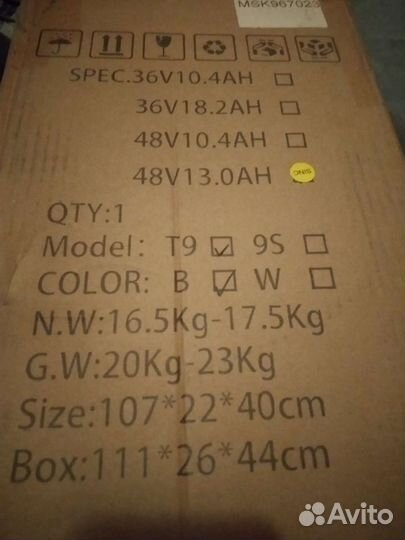 MSK967023
SPEC.36V10.4AH
36V18.2AH
48V10.4AH
48V13.0AH
QTY:1
Model: T9 9S
COLOR: B W
N.W:16.5Kg-17.5Kg
G.W:20Kg-23Kg
Size:107*22*40cm
Box:111*26*44cm
Avito